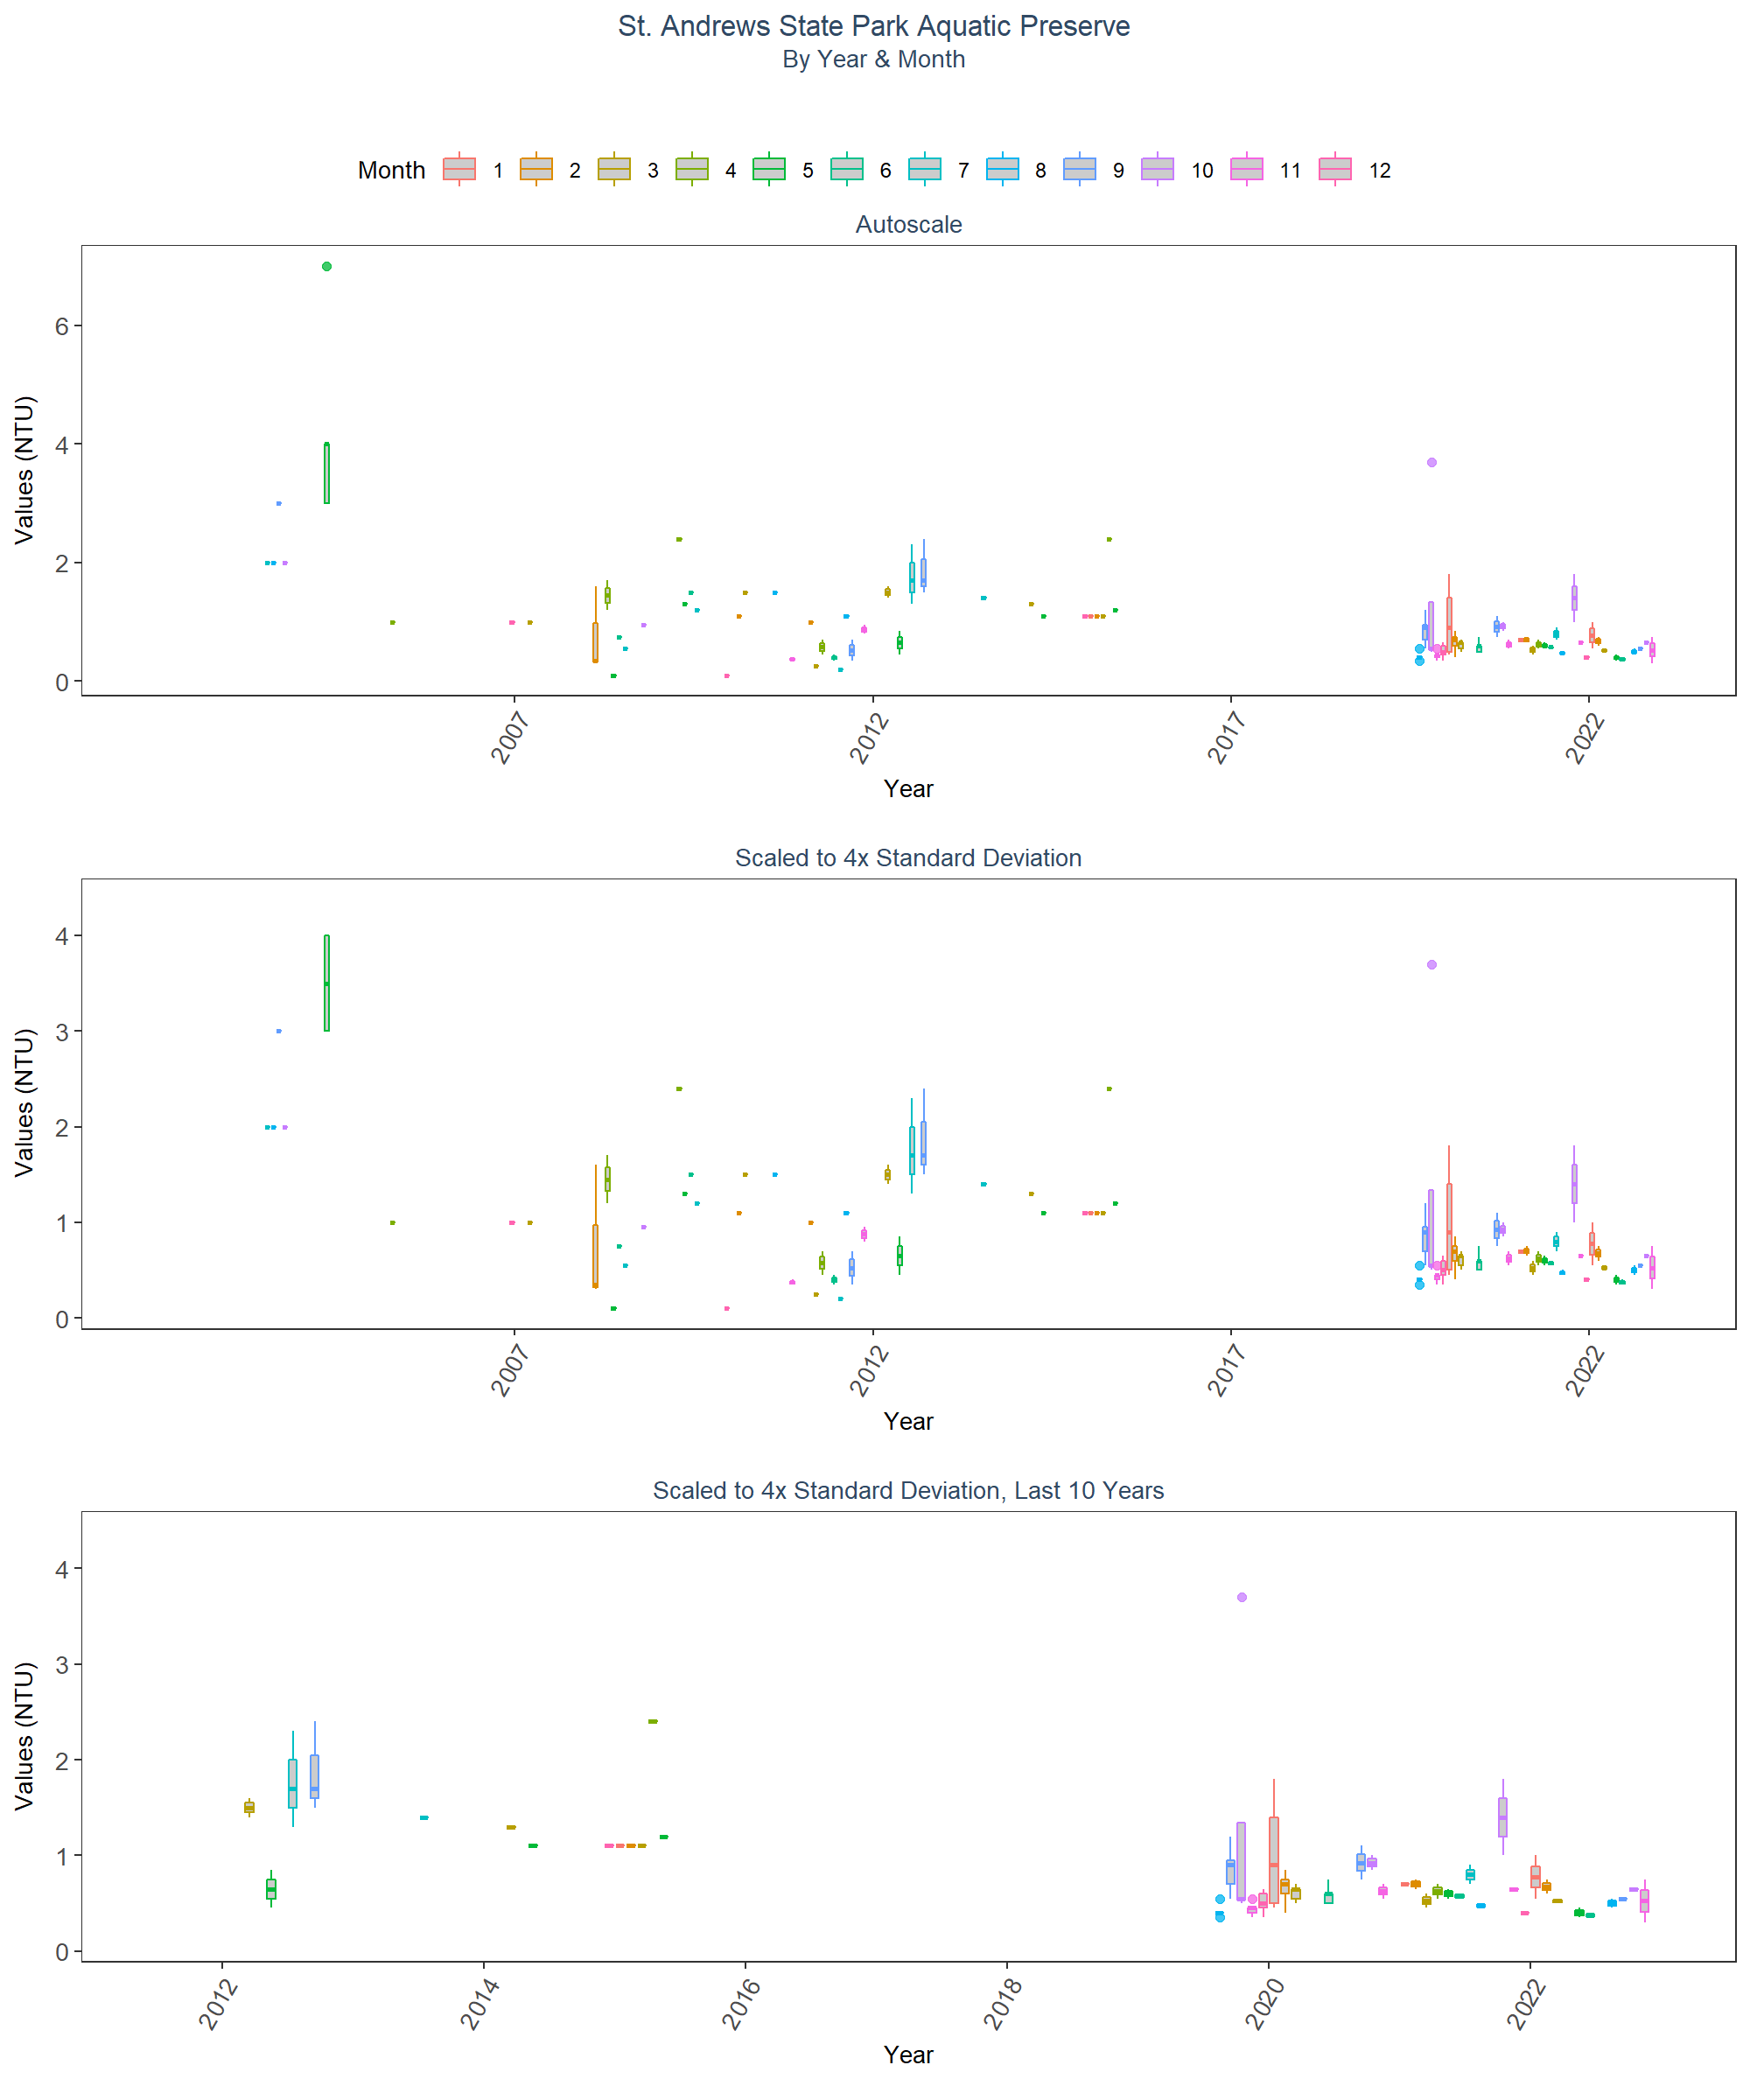 St. Andrews State Park Aquatic Preserve
By Year & Month
Month 1 2 3 4 5 6 7 8 9 10 11 12
Autoscale
Values (NTU)
6
4
2
0
2007 2012 2017 2022
Year
Scaled to 4x Standard Deviation
Values (NTU)
4
3
2
1
0
2007 2012 2017 2022
Year
Scaled to 4x Standard Deviation, Last 10 Years
Values (NTU)
4
3
2
1
0
2012 2014 2016 2018 2020 2022
Year